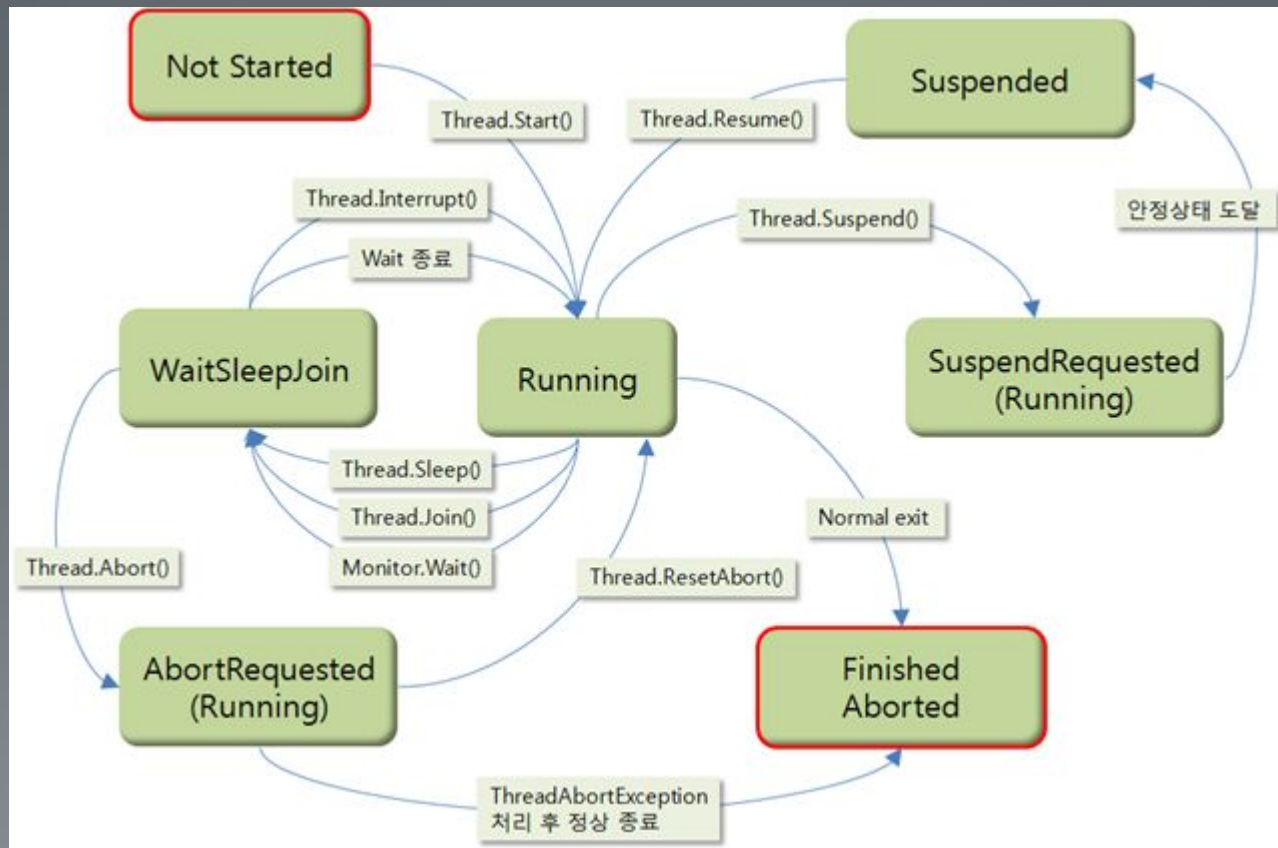 Not Started
Suspended
Thread.Start()
Thread.Resume()
Thread.Interrupt()
Thread.Suspend()
안정상태 도달
Wait 종료
WaitSleepJoin
Running
SuspendRequested
(Running)
Thread.Sleep()
Thread.Join()
Normal exit
Thread.Abort()
Monitor.Wait()
Thread.ResetAbort()
AbortRequested
(Running)
Finished
Aborted
ThreadAbortException
처리 후 정상 종료